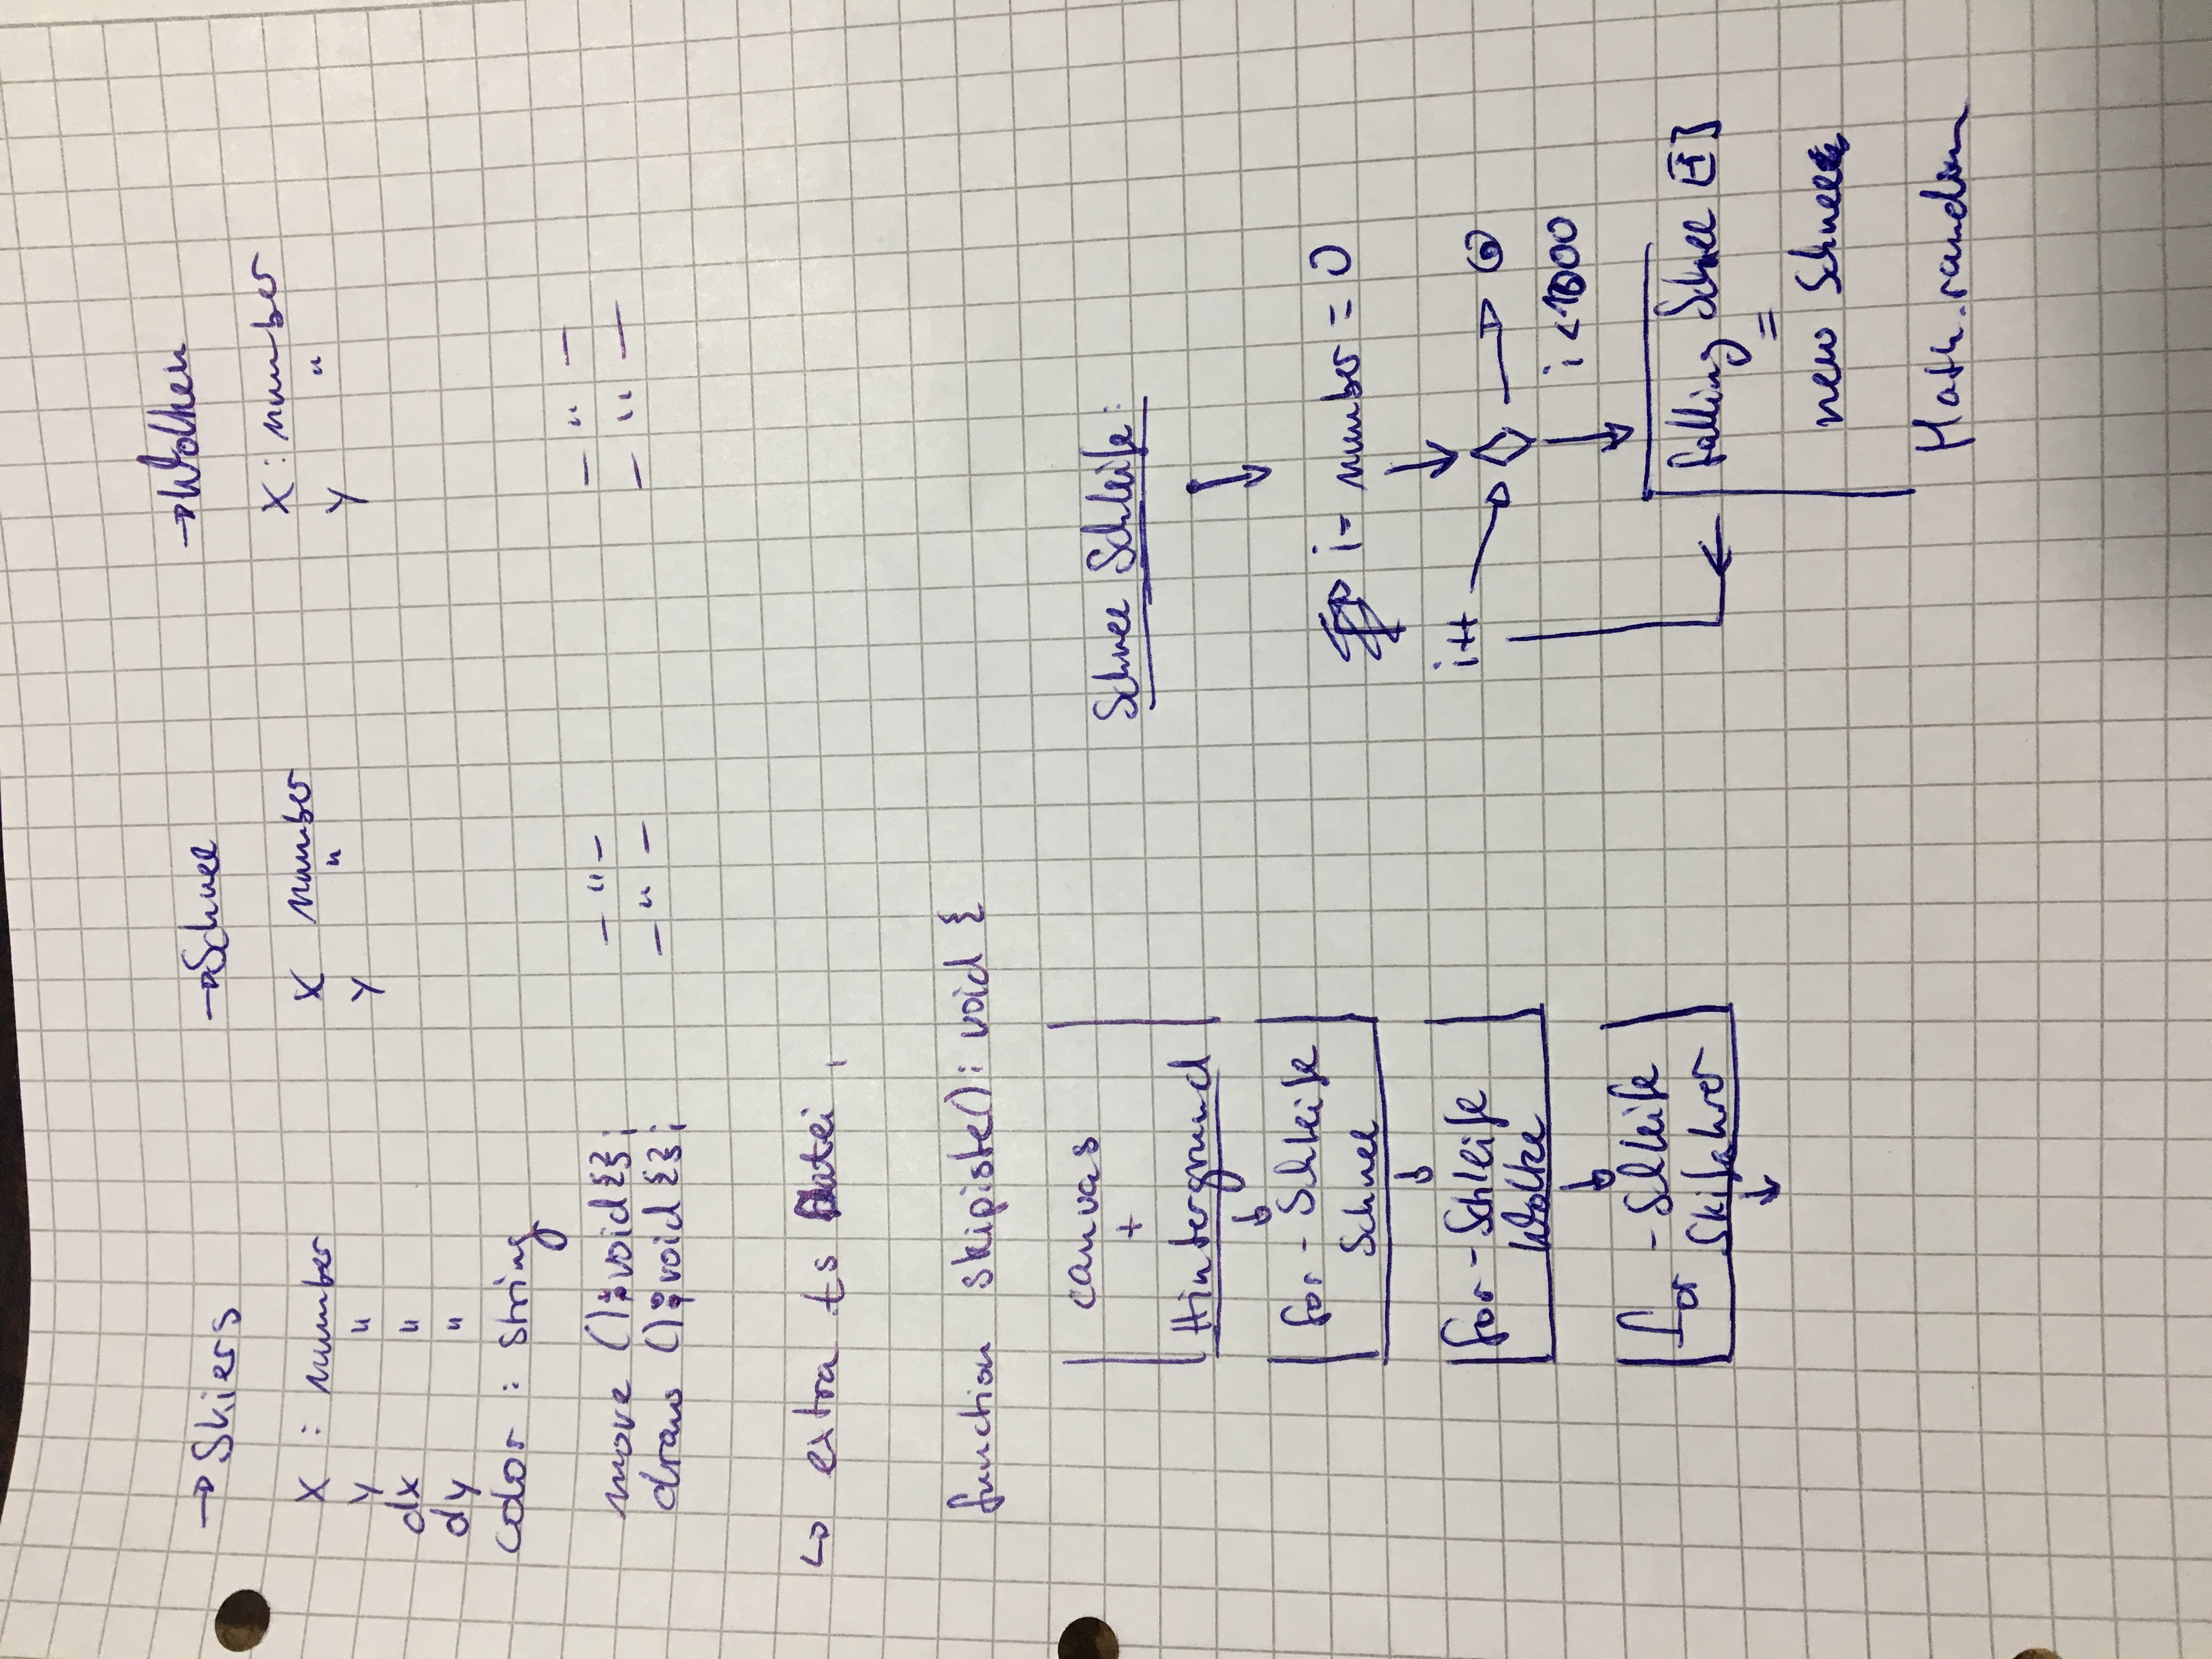 → Skiers
x : number
y "
dx "
dy "
color : string
move () : void {};
draw () : void {};
→ Schnee
x number
y "
– " –
– " –
→ Wolken
x : number
y "
– " –
– " –
↳ extra ts Datei
function skipiste(): void {
canvas
+
Hintergrund
↓
for - Schleife
Schnee
↓
for - Schleife
Wolke
↓
for - Schleife
Skifahrer
↓
Schnee Schleife:
i - number = 0
i++
i < 1000
falling Schnee [i]
=
new Schnee
Math.random